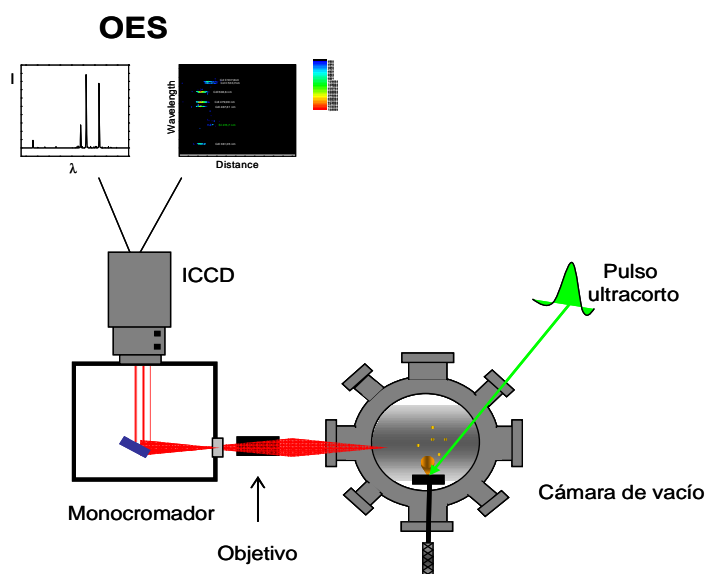 OES
I
λ
Wavelength
Distance
ICCD
Pulso
ultracorto
Cámara de vacío
Monocromador
Objetivo